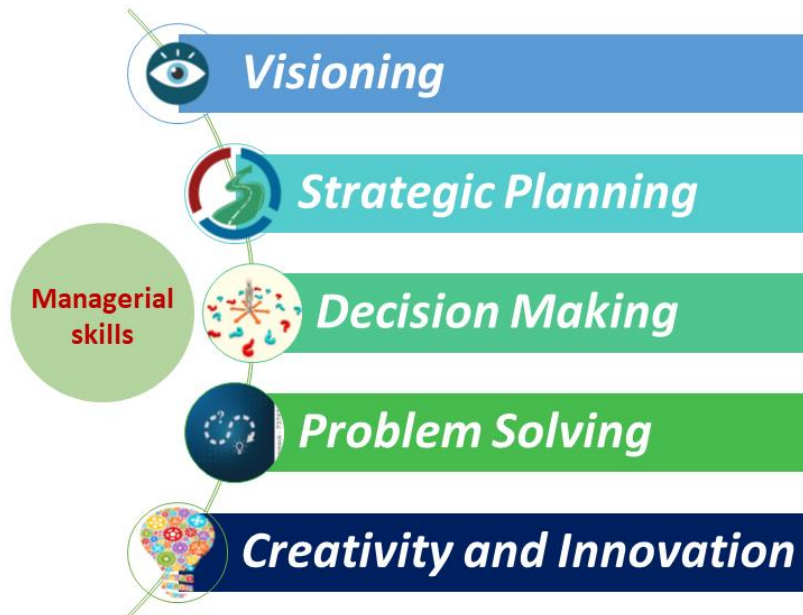 Visioning
Strategic Planning
Managerial
skills
Decision Making
Problem Solving
Creativity and Innovation